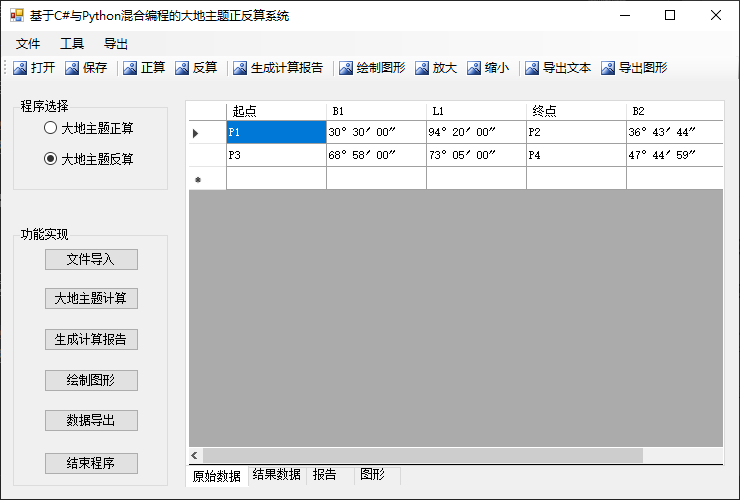 基于C#与Python混合编程的大地主题正反算系统
文件 工具 导出
打开 保存 正算 反算 生成计算报告 绘制图形 放大 缩小 导出文本 导出图形
程序选择
大地主题正算
大地主题反算
功能实现
文件导入
大地主题计算
生成计算报告
绘制图形
数据导出
结束程序
起点 B1 L1 终点 B2
P1 30° 30′ 00″ 94° 20′ 00″ P2 36° 43′ 44″
P3 68° 58′ 00″ 73° 05′ 00″ P4 47° 44′ 59″
原始数据 结果数据 报告 图形